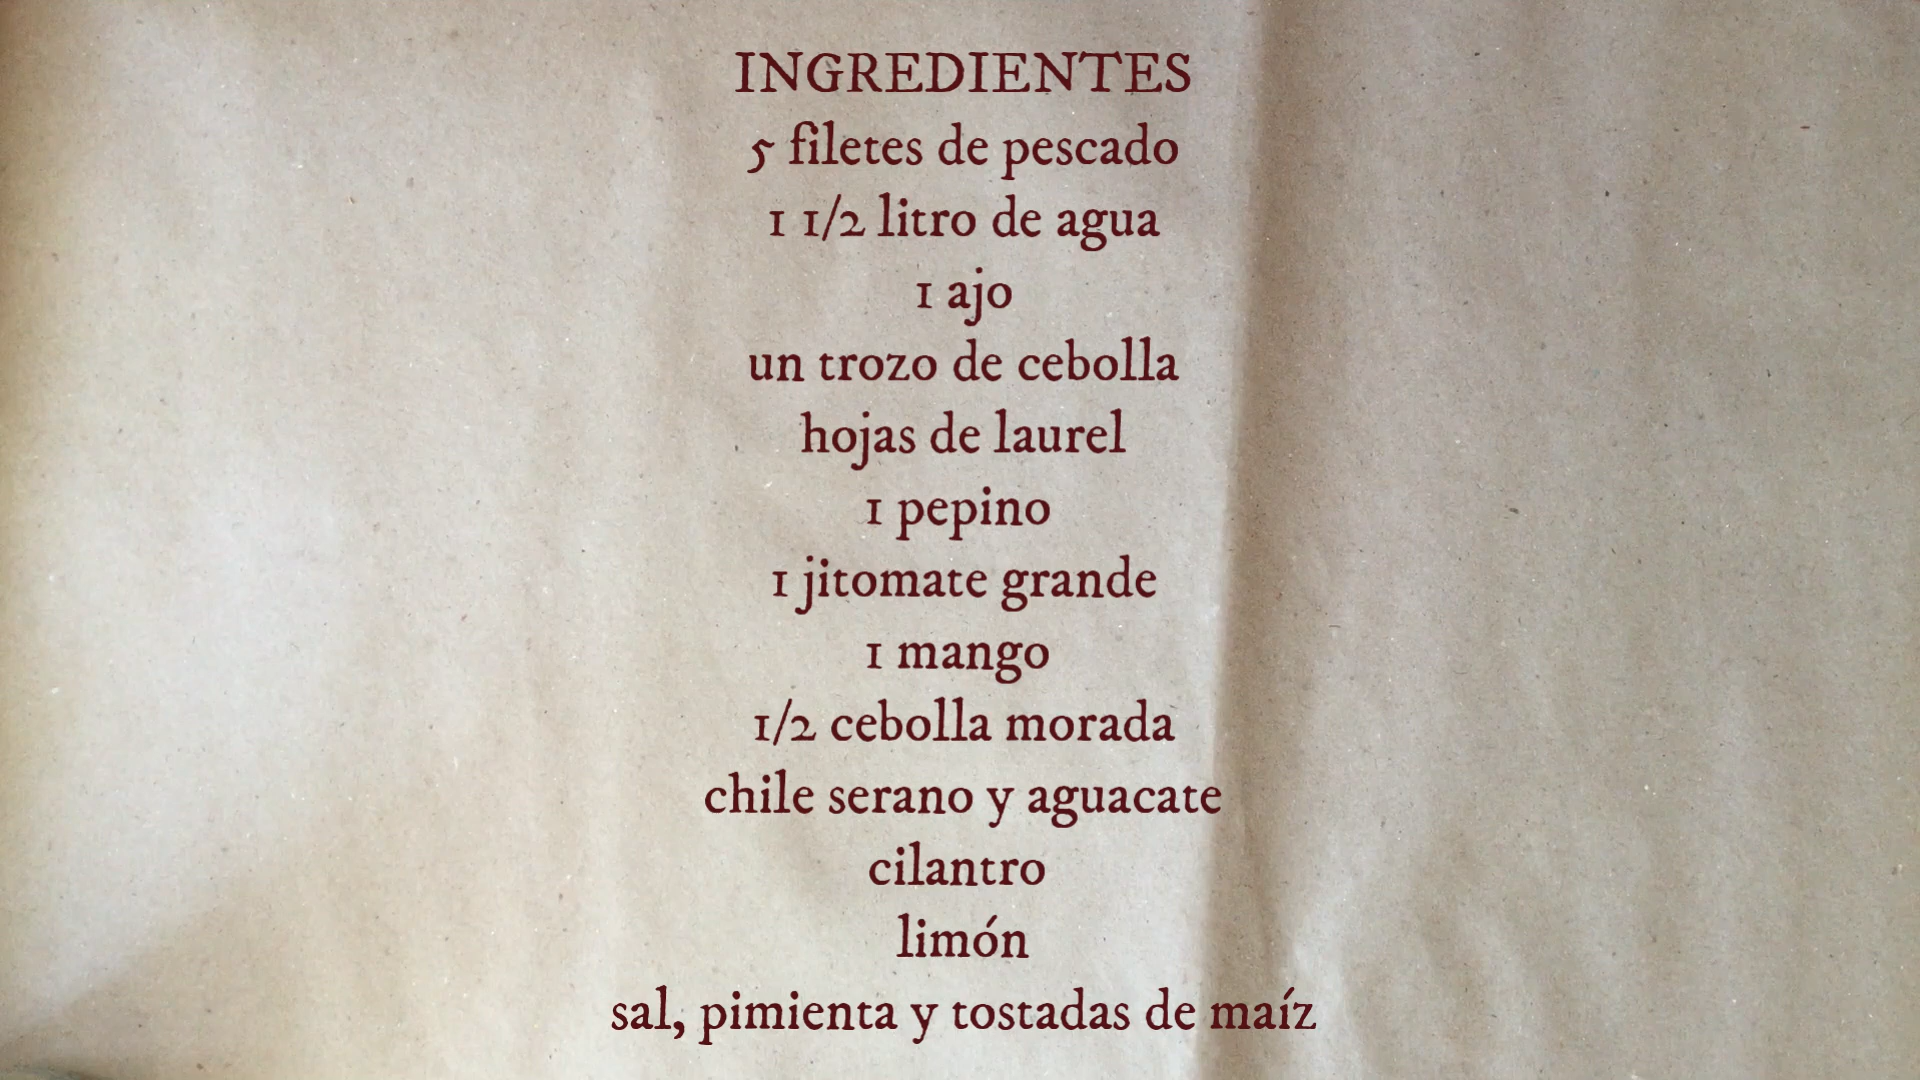 INGREDIENTES
5 filetes de pescado
1 1/2 litro de agua
1 ajo
un trozo de cebolla
hojas de laurel
1 pepino
1 jitomate grande
1 mango
1/2 cebolla morada
chile serano y aguacate
cilantro
limón
sal, pimienta y tostadas de maíz